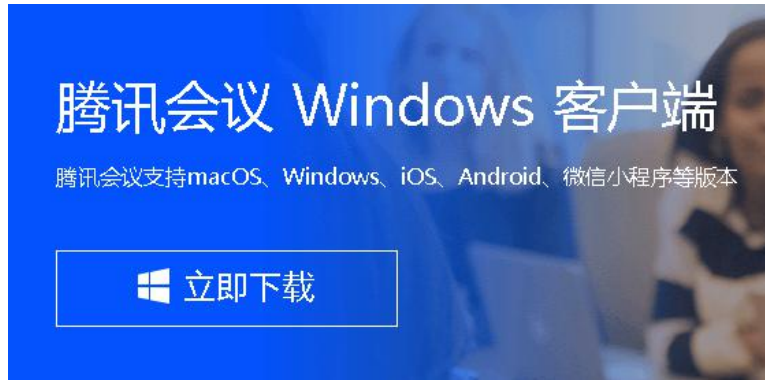 腾讯会议 Windows 客户端
腾讯会议支持macOS、Windows、iOS、Android、微信小程序等版本
立即下载